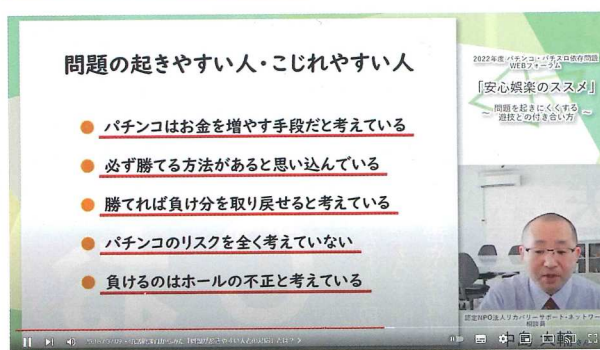 問題の起きやすい人・こじれやすい人
パチンコはお金を増やす手段だと考えている
必ず勝てる方法があると思い込んでいる
勝てれば負け分を取り戻せると考えている
パチンコのリスクを全く考えていない
負けるのはホールの不正と考えている
2022年度 パチンコ・パチスロ依存問題
WEBフォーラム
「安心娯楽のススメ」
~ 問題を起きにくくする ~
遊技との付き合い方
認定NPO法人リカバリーサポート・ネットワーク
相談員